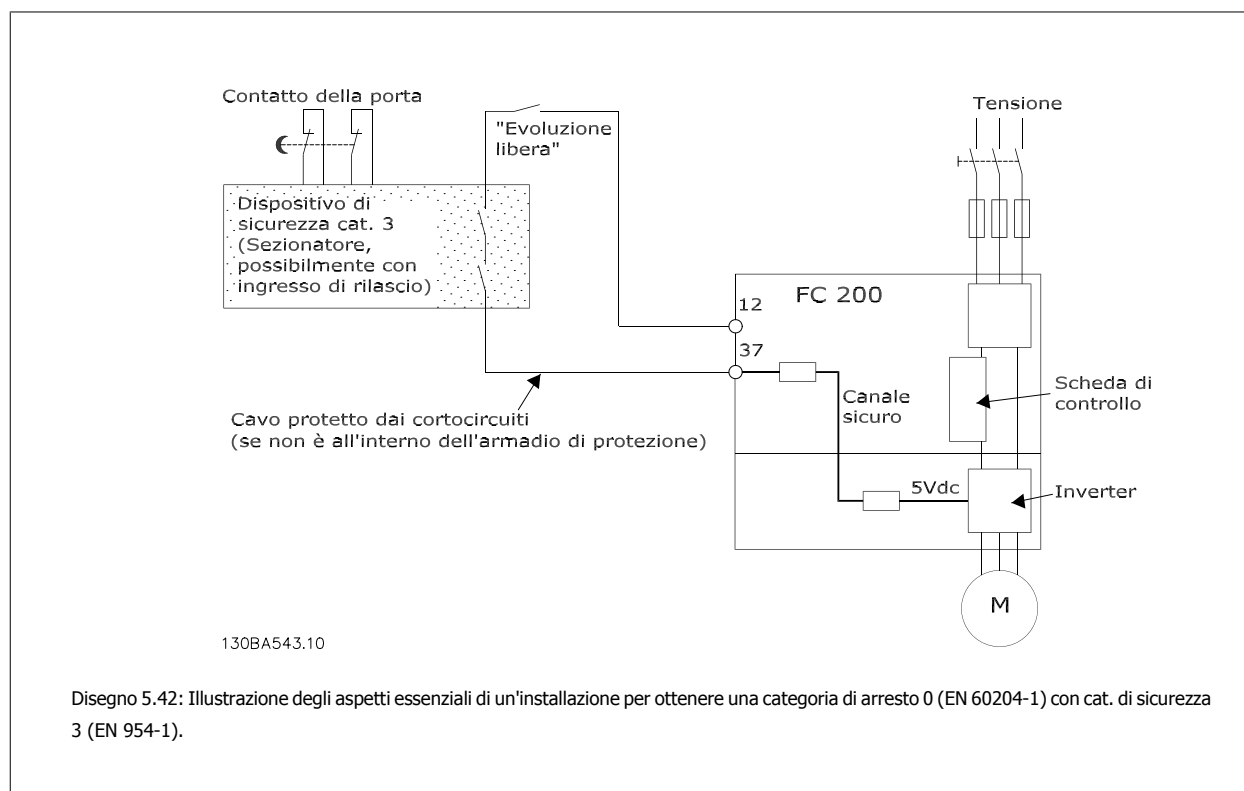 Contatto della porta
"Evoluzione
libera"
Tensione
Dispositivo di
sicurezza cat. 3
(Sezionatore,
possibilmente con
ingresso di rilascio)
FC 200
12
37
Canale
sicuro
Scheda di
controllo
Cavo protetto dai cortocircuiti
(se non è all'interno dell'armadio di protezione)
5Vdc
Inverter
M
130BA543.10
Disegno 5.42: Illustrazione degli aspetti essenziali di un'installazione per ottenere una categoria di arresto 0 (EN 60204-1) con cat. di sicurezza
3 (EN 954-1).